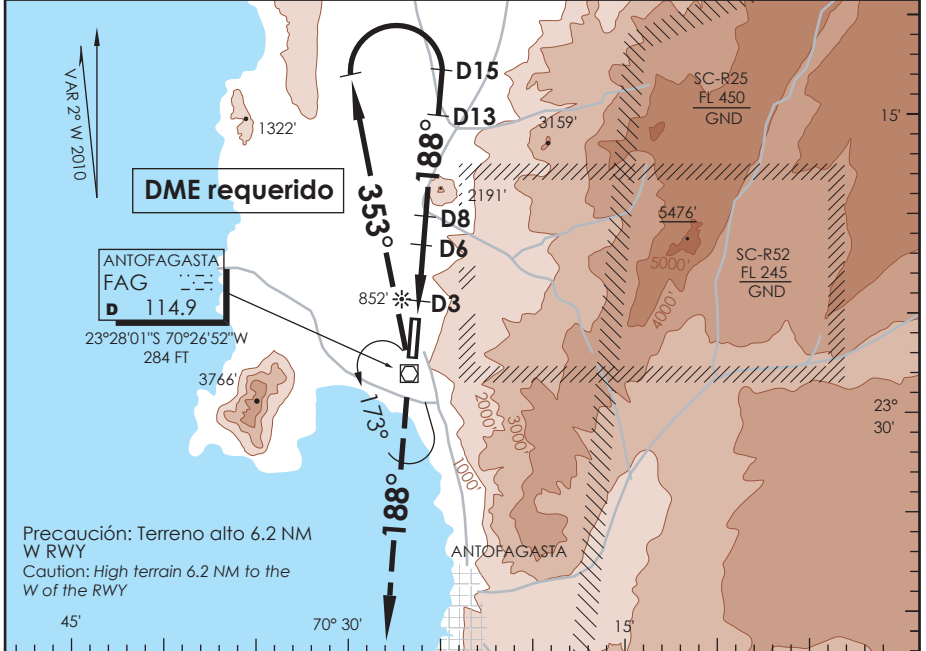 VAR 2° W 2010
1322'
DME requerido
ANTOFAGASTA
FAG
D 114.9
23°28'01"S 70°26'52"W
284 FT
3766'
353°
188°
D15
D13
2191'
D8
D6
852'
D3
173°
188°
3159'
SC-R25
FL 450
GND
5476'
5000'
4000'
SC-R52
FL 245
GND
15'
23°
30'
2000'
3000'
1000'
ANTOFAGASTA
Precaución: Terreno alto 6.2 NM
W RWY
Caution: High terrain 6.2 NM to the
W of the RWY
45'
70° 30'
15'